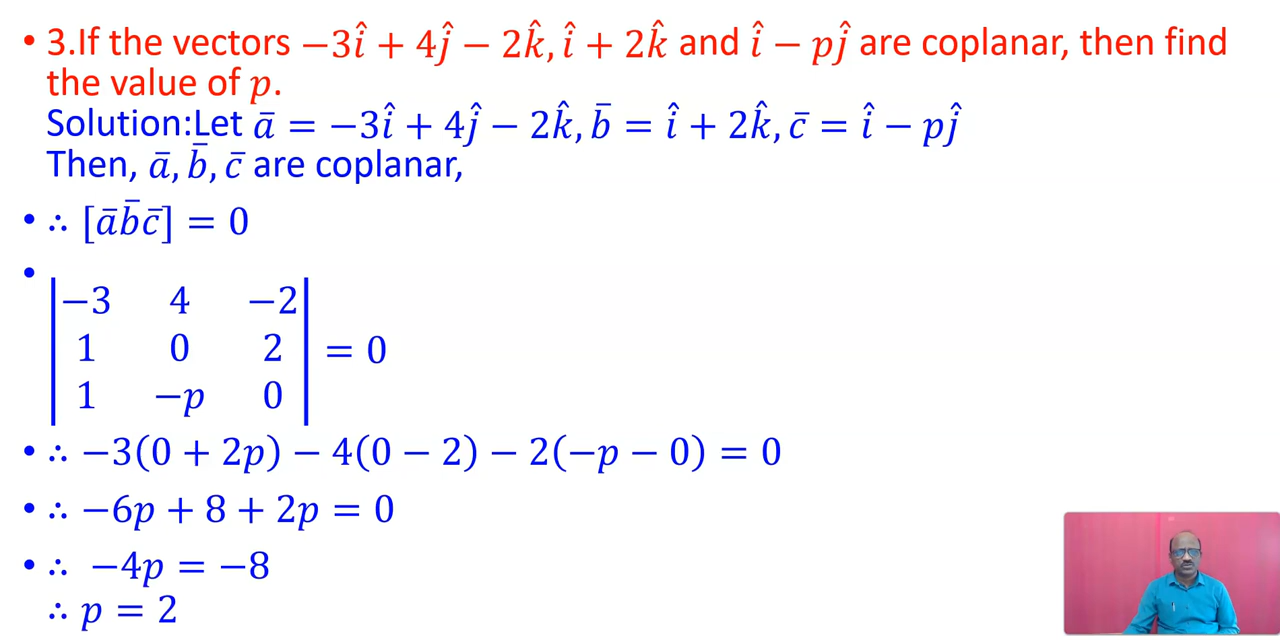 • 3.If the vectors −3î + 4ĵ − 2k̂, î + 2k̂ and î − pĵ are coplanar, then find
the value of p.
Solution:Let ā = −3î + 4ĵ − 2k̂, b̄ = î + 2k̂, c̄ = î − pĵ
Then, ā, b̄, c̄ are coplanar,
• ∴ [āb̄c̄] = 0
• |−3 4 −2|
|1 0 2| = 0
|1 −p 0|
• ∴ −3(0 + 2p) − 4(0 − 2) − 2(−p − 0) = 0
• ∴ −6p + 8 + 2p = 0
• ∴ −4p = −8
∴ p = 2